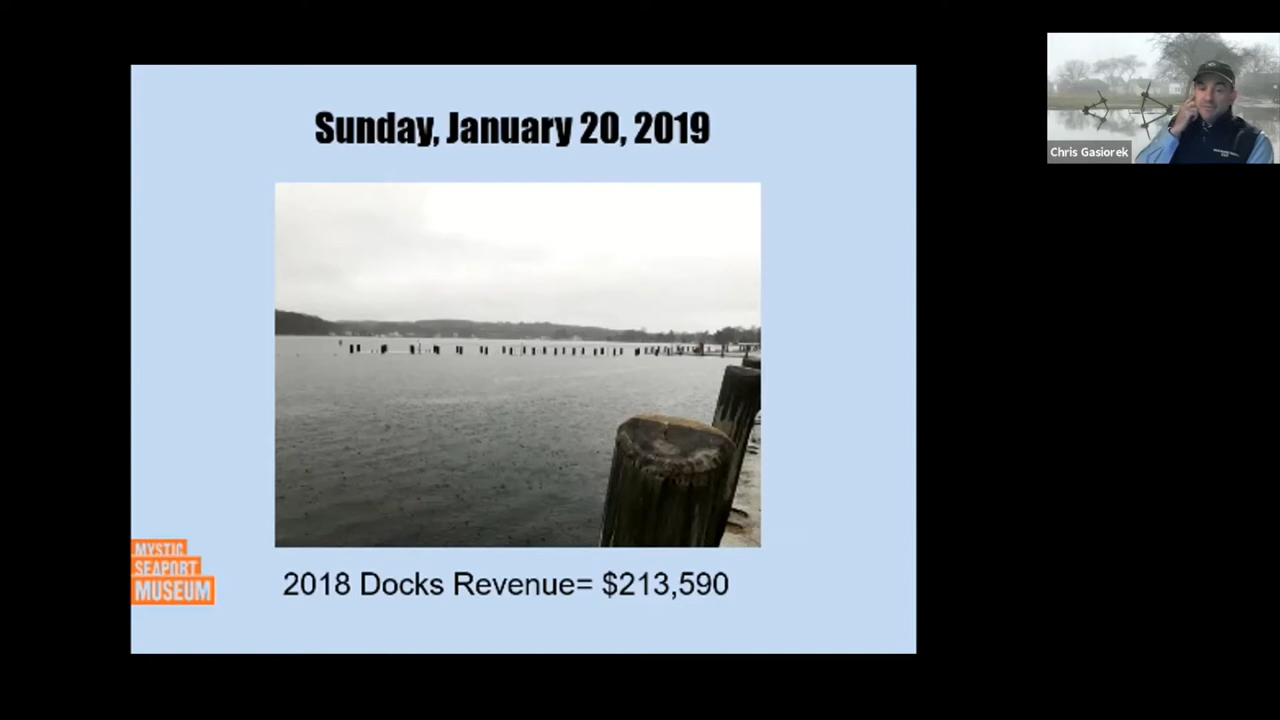 Sunday, January 20, 2019
Chris Gasiorek
MYSTIC
SEAPORT
MUSEUM
2018 Docks Revenue= $213,590